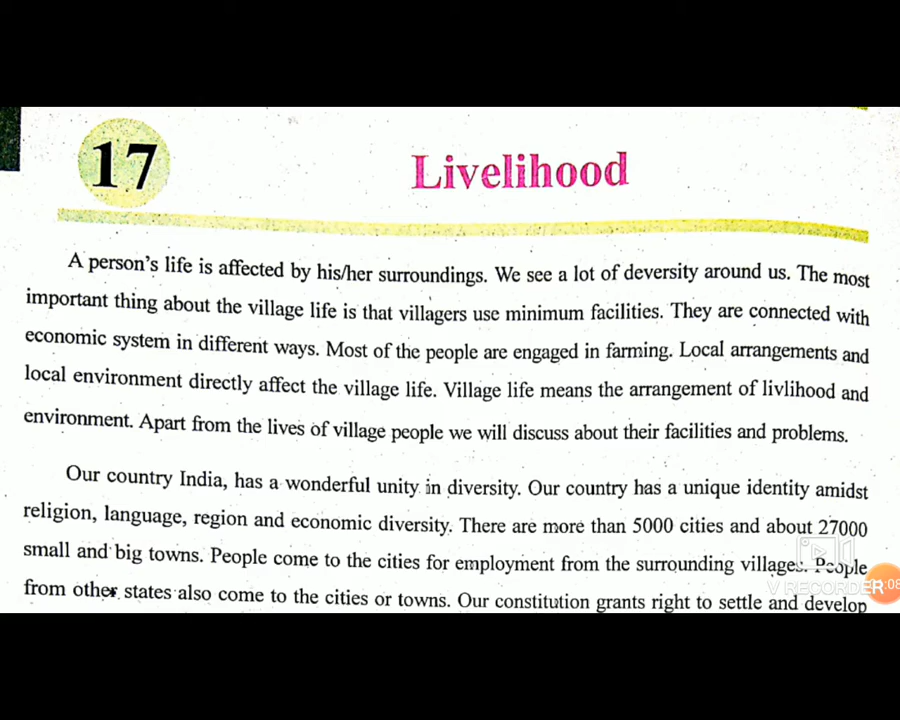 17
Livelihood
A person's life is affected by his/her surroundings. We see a lot of deversity around us. The most
important thing about the village life is that villagers use minimum facilities. They are connected with
economic system in different ways. Most of the people are engaged in farming. Local arrangements and
local environment directly affect the village life. Village life means the arrangement of livlihood and
environment. Apart from the lives of village people we will discuss about their facilities and problems.
Our country India, has a wonderful unity in diversity. Our country has a unique identity amidst
religion, language, region and economic diversity. There are more than 5000 cities and about 27000
small and big towns. People come to the cities for employment from the surrounding villages. People
from other states also come to the cities or towns. Our constitution grants right to settle and develop
V RECORDER